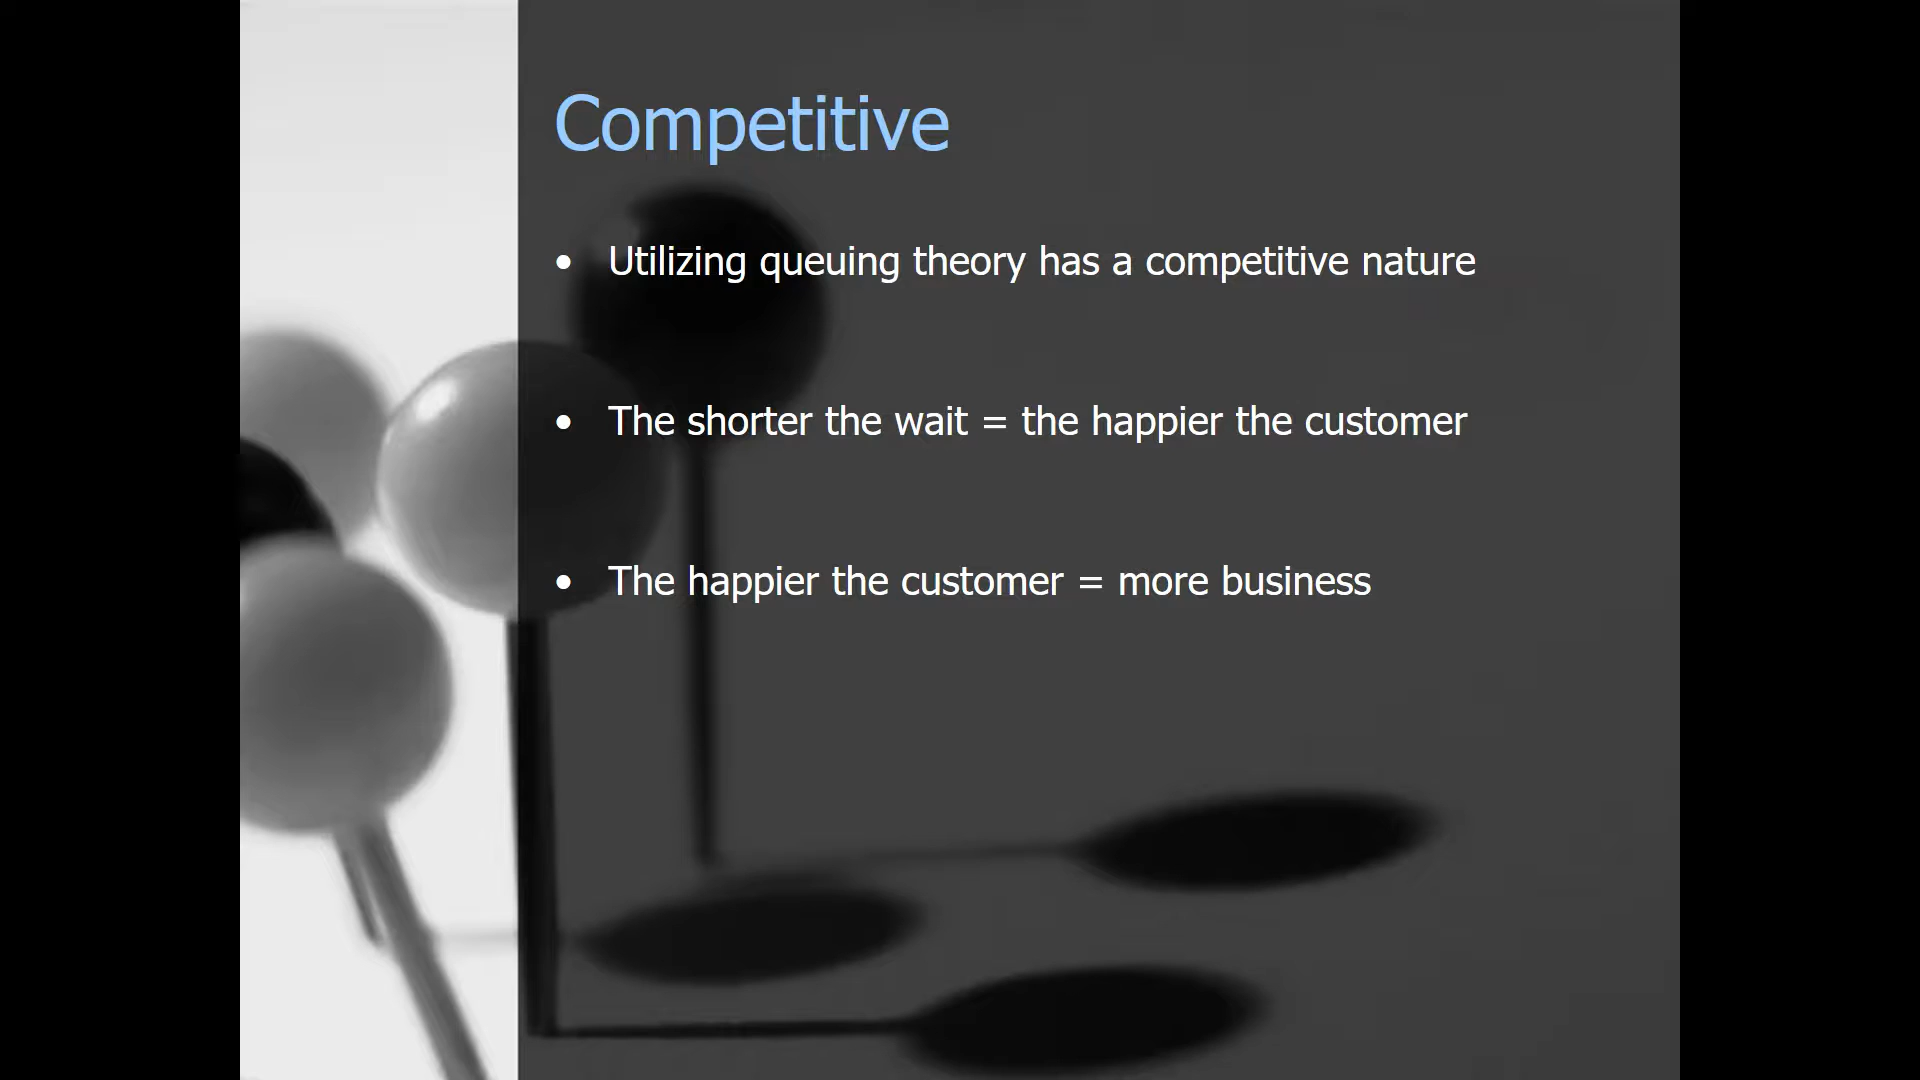 Competitive
• Utilizing queuing theory has a competitive nature
• The shorter the wait = the happier the customer
• The happier the customer = more business